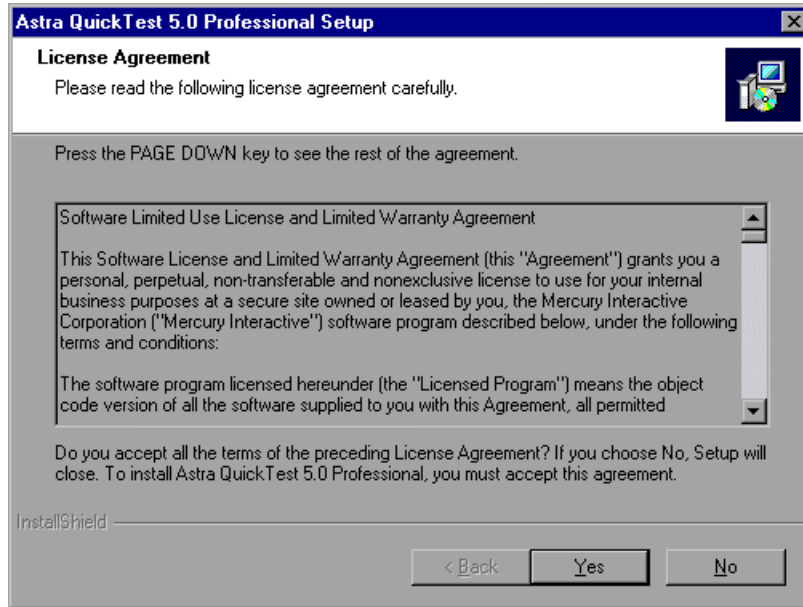 Astra QuickTest 5.0 Professional Setup
License Agreement
Please read the following license agreement carefully.
Press the PAGE DOWN key to see the rest of the agreement.
Software Limited Use License and Limited Warranty Agreement
This Software License and Limited Warranty Agreement (this "Agreement") grants you a
personal, perpetual, non-transferable and nonexclusive license to use for your internal
business purposes at a secure site owned or leased by you, the Mercury Interactive
Corporation ("Mercury Interactive") software program described below, under the following
terms and conditions:
The software program licensed hereunder (the "Licensed Program") means the object
code version of all the software supplied to you with this Agreement, all permitted
Do you accept all the terms of the preceding License Agreement? If you choose No, Setup will
close. To install Astra QuickTest 5.0 Professional, you must accept this agreement.
InstallShield
< Back
Yes
No